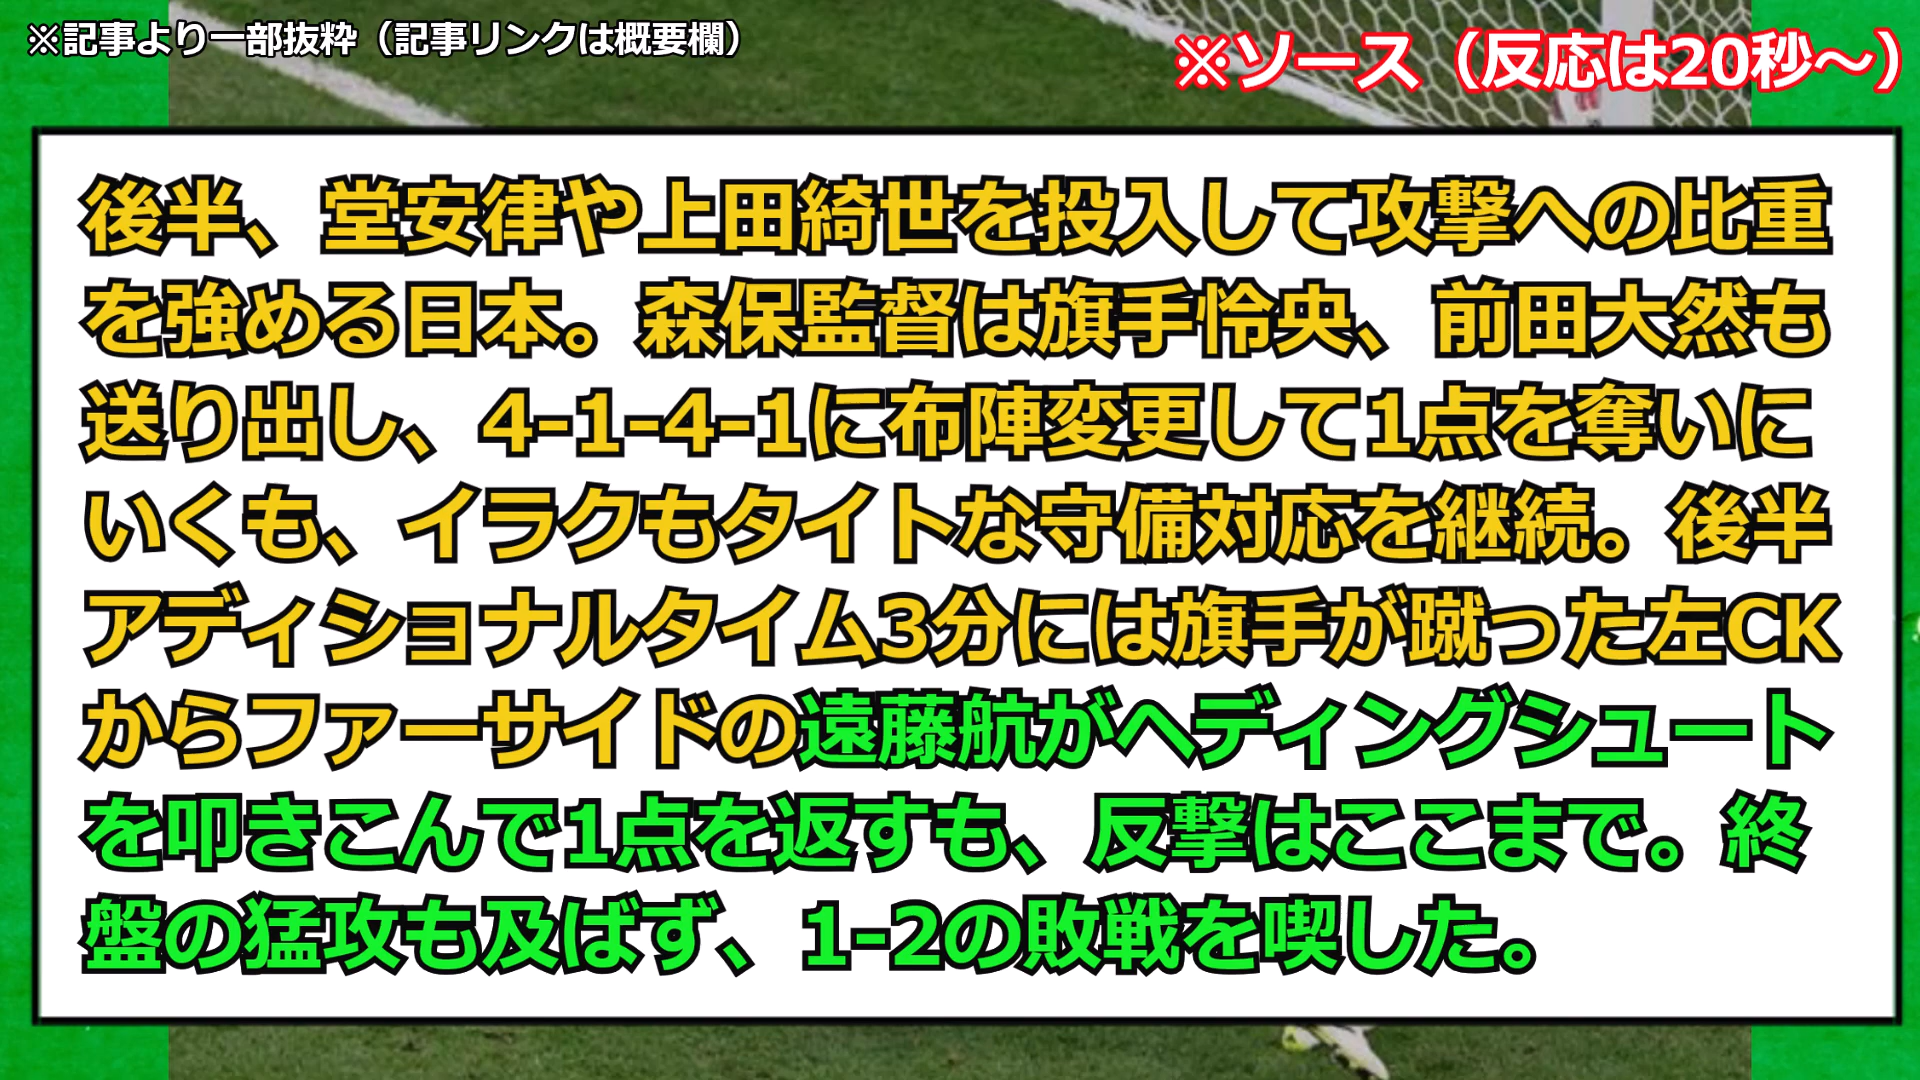 ※記事より一部抜粋（記事リンクは概要欄）
※ソース（反応は20秒～）
後半、堂安律や上田綺世を投入して攻撃への比重
を強める日本。森保監督は旗手怜央、前田大然も
送り出し、4-1-4-1に布陣変更して1点を奪いに
いくも、イラクもタイトな守備対応を継続。後半
アディショナルタイム3分には旗手が蹴った左CK
からファーサイドの遠藤航がヘディングシュート
を叩きこんで1点を返すも、反撃はここまで。終
盤の猛攻も及ばず、1-2の敗戦を喫した。